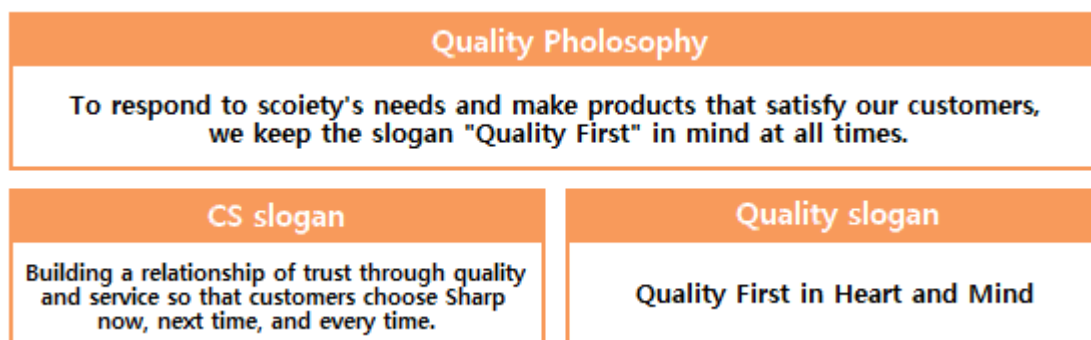 Quality Pholosophy
To respond to scoiety's needs and make products that satisfy our customers,
we keep the slogan "Quality First" in mind at all times.
CS slogan
Building a relationship of trust through quality
and service so that customers choose Sharp
now, next time, and every time.
Quality slogan
Quality First in Heart and Mind